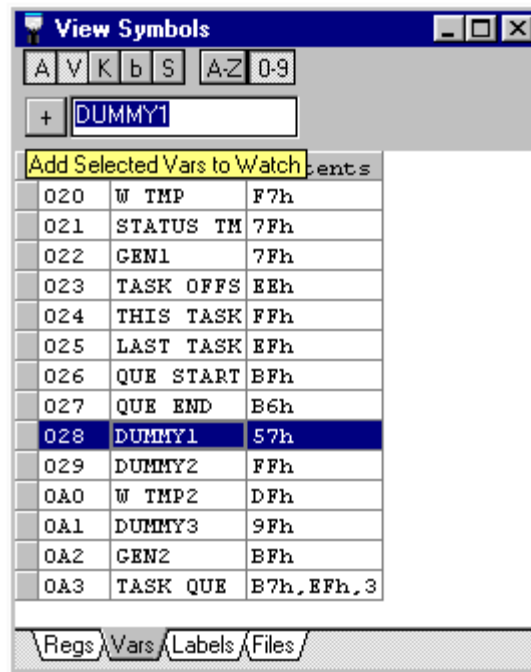 View Symbols
A V K b S A-Z 0-9
+ DUMMY1
Add Selected Vars to Watch
020 W TMP F7h
021 STATUS TM 7Fh
022 GEN1 7Fh
023 TASK OFFS EEh
024 THIS TASK FFh
025 LAST TASK EFh
026 QUE START BFh
027 QUE END B6h
028 DUMMY1 57h
029 DUMMY2 FFh
0A0 W TMP2 DFh
0A1 DUMMY3 9Fh
0A2 GEN2 BFh
0A3 TASK QUE B7h,EFh,3
Regs Vars Labels Files